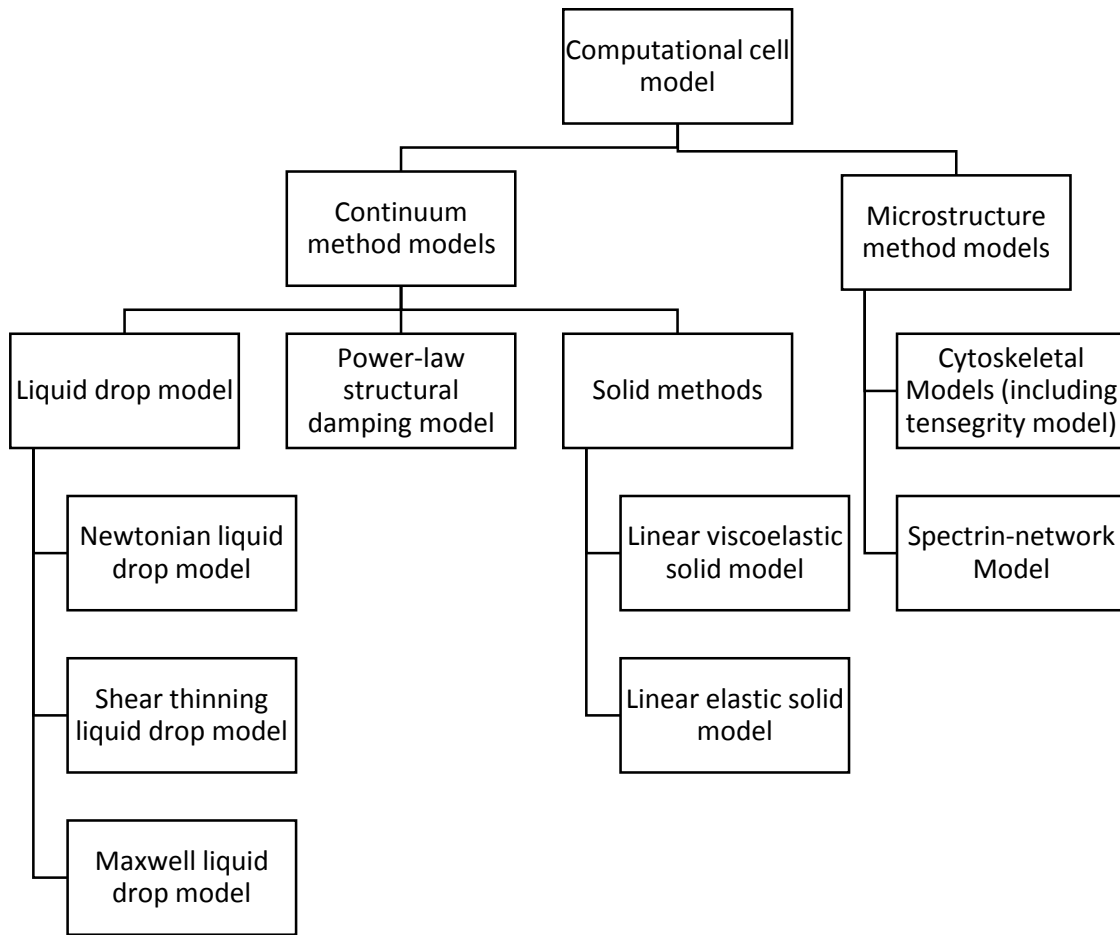 Computational cell
model
Continuum
method models
Microstructure
method models
Liquid drop model
Power-law
structural
damping model
Solid methods
Cytoskeletal
Models (including
tensegrity model)
Newtonian liquid
drop model
Linear viscoelastic
solid model
Spectrin-network
Model
Shear thinning
liquid drop model
Linear elastic solid
model
Maxwell liquid
drop model